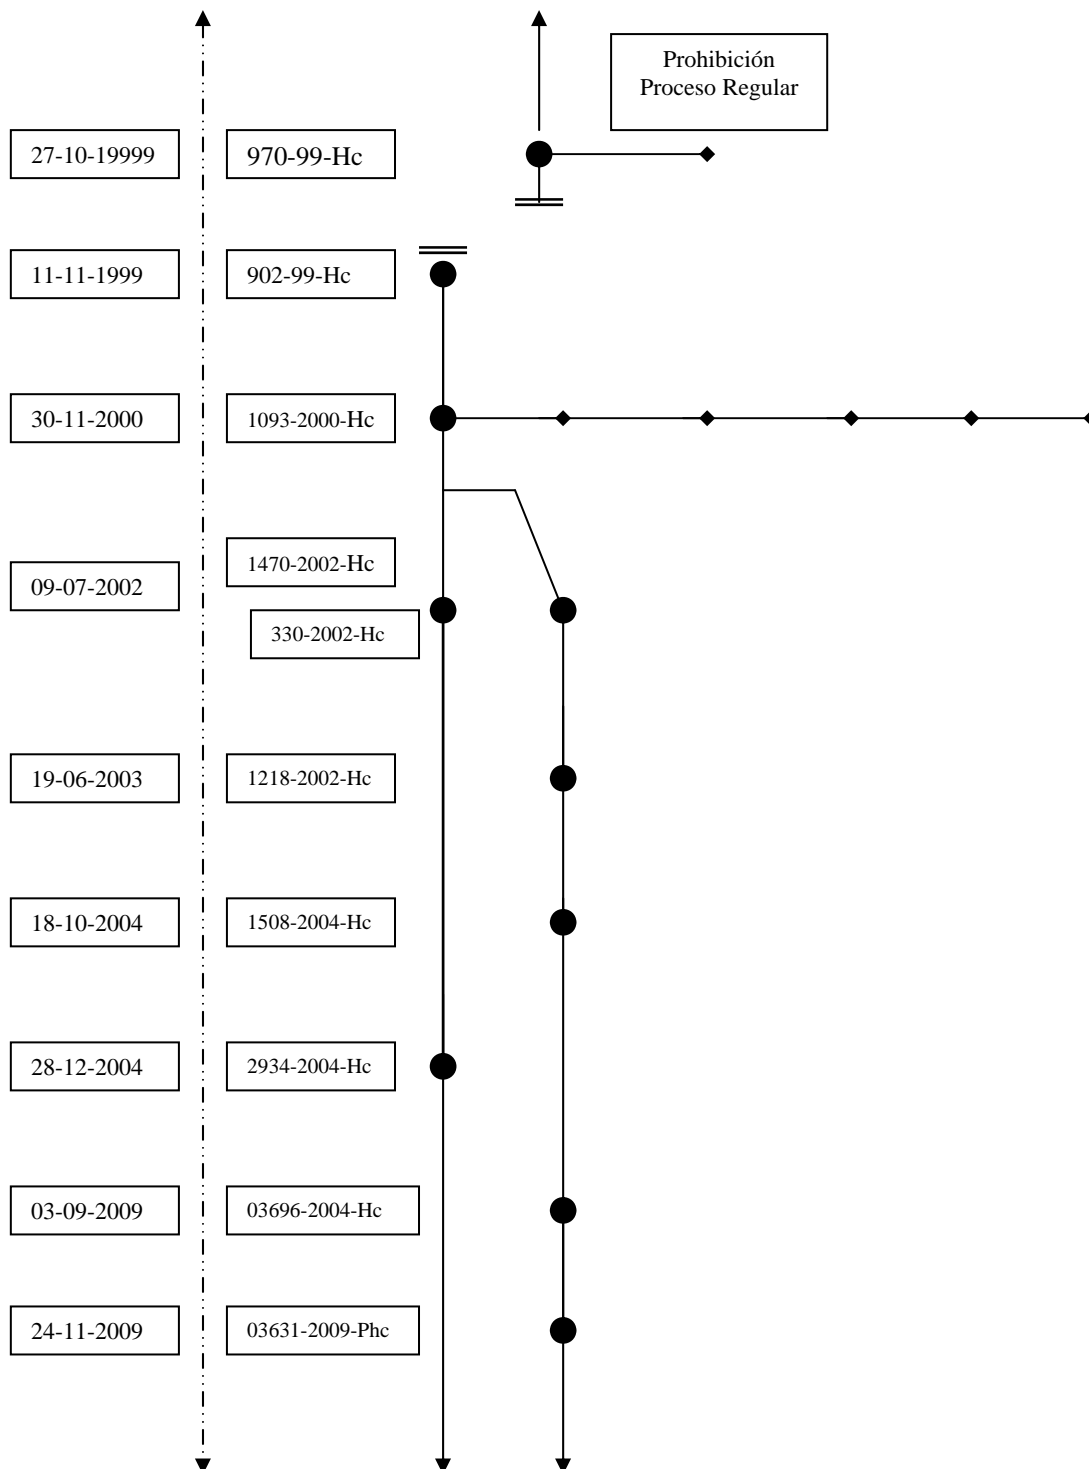 Prohibición
Proceso Regular
27-10-19999
970-99-Hc
11-11-1999
902-99-Hc
30-11-2000
1093-2000-Hc
09-07-2002
1470-2002-Hc
330-2002-Hc
19-06-2003
1218-2002-Hc
18-10-2004
1508-2004-Hc
28-12-2004
2934-2004-Hc
03-09-2009
03696-2004-Hc
24-11-2009
03631-2009-Phc